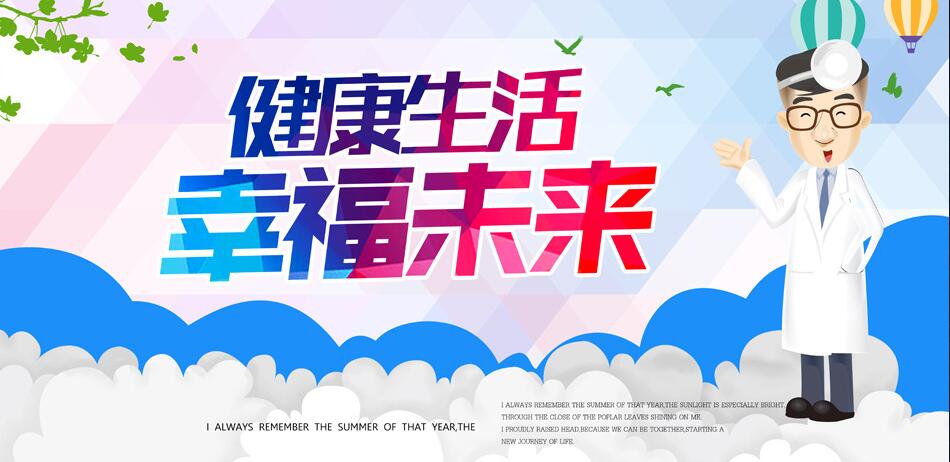 健康生活
幸福未来
I ALWAYS REMEMBER THE SUMMER OF THAT YEAR,THE
I ALWAYS REMEMBER THE SUMMER OF THAT YEAR,THE SUNLIGHT IS ESPECIALLY BRIGHT,
THROUGH THE CLOSE OF THE POPLAR LEAVES SHINING ON ME.
I PROUDLY RAISED HEAD,BECAUSE WE CAN BE TOGETHER,STARTING A
NEW JOURNEY OF LIFE.